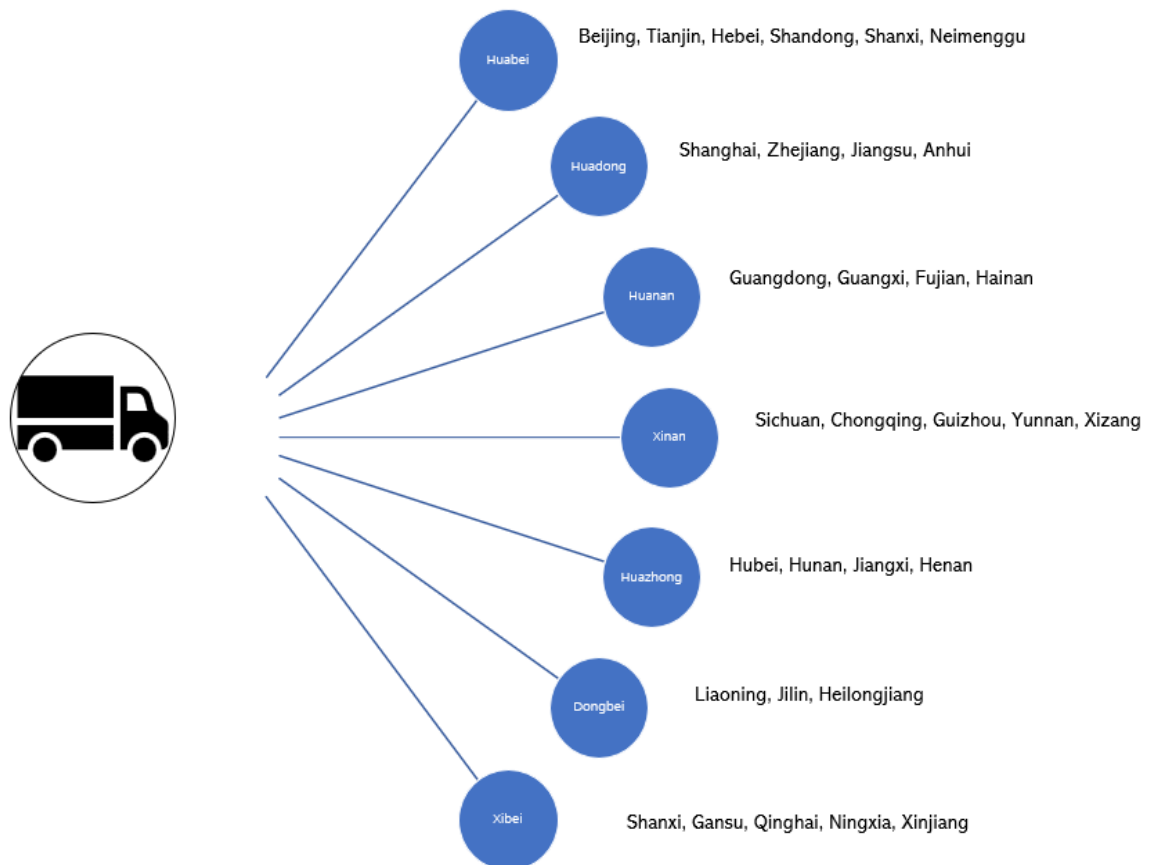 Huabei
Beijing, Tianjin, Hebei, Shandong, Shanxi, Neimenggu
Huadong
Shanghai, Zhejiang, Jiangsu, Anhui
Huanan
Guangdong, Guangxi, Fujian, Hainan
Xinan
Sichuan, Chongqing, Guizhou, Yunnan, Xizang
Huazhong
Hubei, Hunan, Jiangxi, Henan
Dongbei
Liaoning, Jilin, Heilongjiang
Xibei
Shanxi, Gansu, Qinghai, Ningxia, Xinjiang